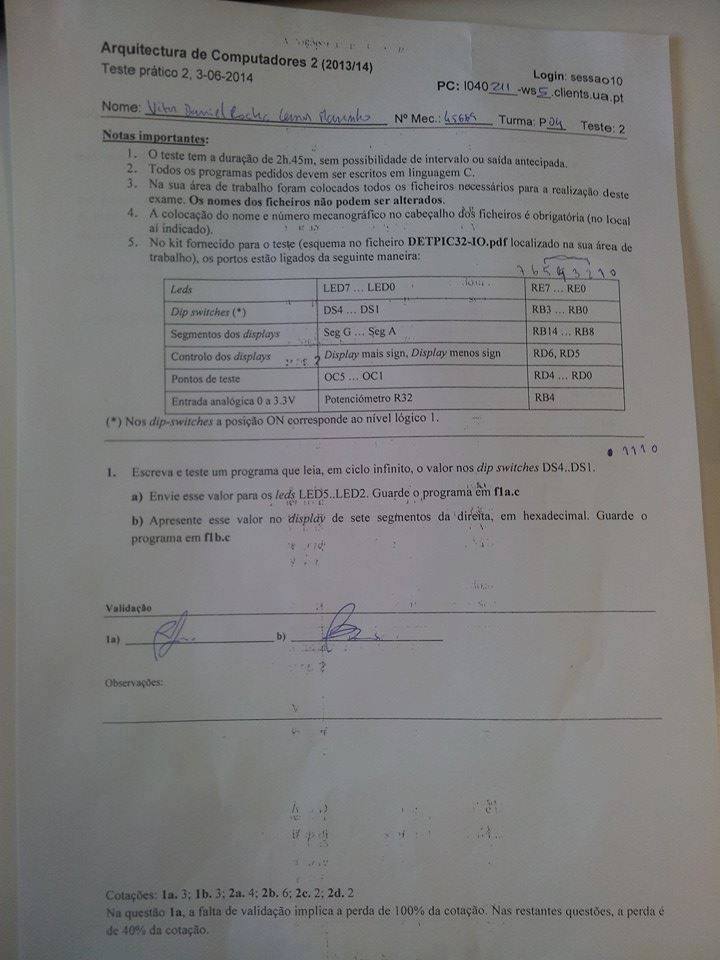 Arquitectura de Computadores 2 (2013/14)
Teste prático 2, 3-06-2014
Login: sessao10
PC: l040 211 -ws5.clients.ua.pt
Nome: Vitor Daniel Rocha Marinho Nº Mec.: Turma: P04 Teste: 2
Notas importantes:
1. O teste tem a duração de 2h.45m, sem possibilidade de intervalo ou saída antecipada.
2. Todos os programas pedidos devem ser escritos em linguagem C.
3. Na sua área de trabalho foram colocados todos os ficheiros necessários para a realização deste
exame. Os nomes dos ficheiros não podem ser alterados.
4. A colocação do nome e número mecanográfico no cabeçalho dos ficheiros é obrigatória (no local
aí indicado).
5. No kit fornecido para o teste (esquema no ficheiro DETPIC32-IO.pdf localizado na sua área de
trabalho), os portos estão ligados da seguinte maneira:
7 6 5 4 3 2 1 0
Leds LED7 ... LED0 RE7 ... RE0
Dip switches (*) DS4 ... DS1 RB3 ... RB0
Segmentos dos displays Seg G ... Seg A RB14 ... RB8
Controlo dos displays Display mais sign, Display menos sign RD6, RD5
Pontos de teste OC5 ... OC1 RD4 ... RD0
Entrada analógica 0 a 3.3V Potenciómetro R32 RB4
(*) Nos dip-switches a posição ON corresponde ao nível lógico 1.
1110
1. Escreva e teste um programa que leia, em ciclo infinito, o valor nos dip switches DS4..DS1.
a) Envie esse valor para os leds LED5..LED2. Guarde o programa em f1a.c
b) Apresente esse valor no display de sete segmentos da direita, em hexadecimal. Guarde o
programa em f1b.c
Validação
1a) b)
Observações:
Cotações: 1a. 3; 1b. 3; 2a. 4; 2b. 6; 2c. 2; 2d. 2
Na questão 1a, a falta de validação implica a perda de 100% da cotação. Nas restantes questões, a perda é
de 40% da cotação.